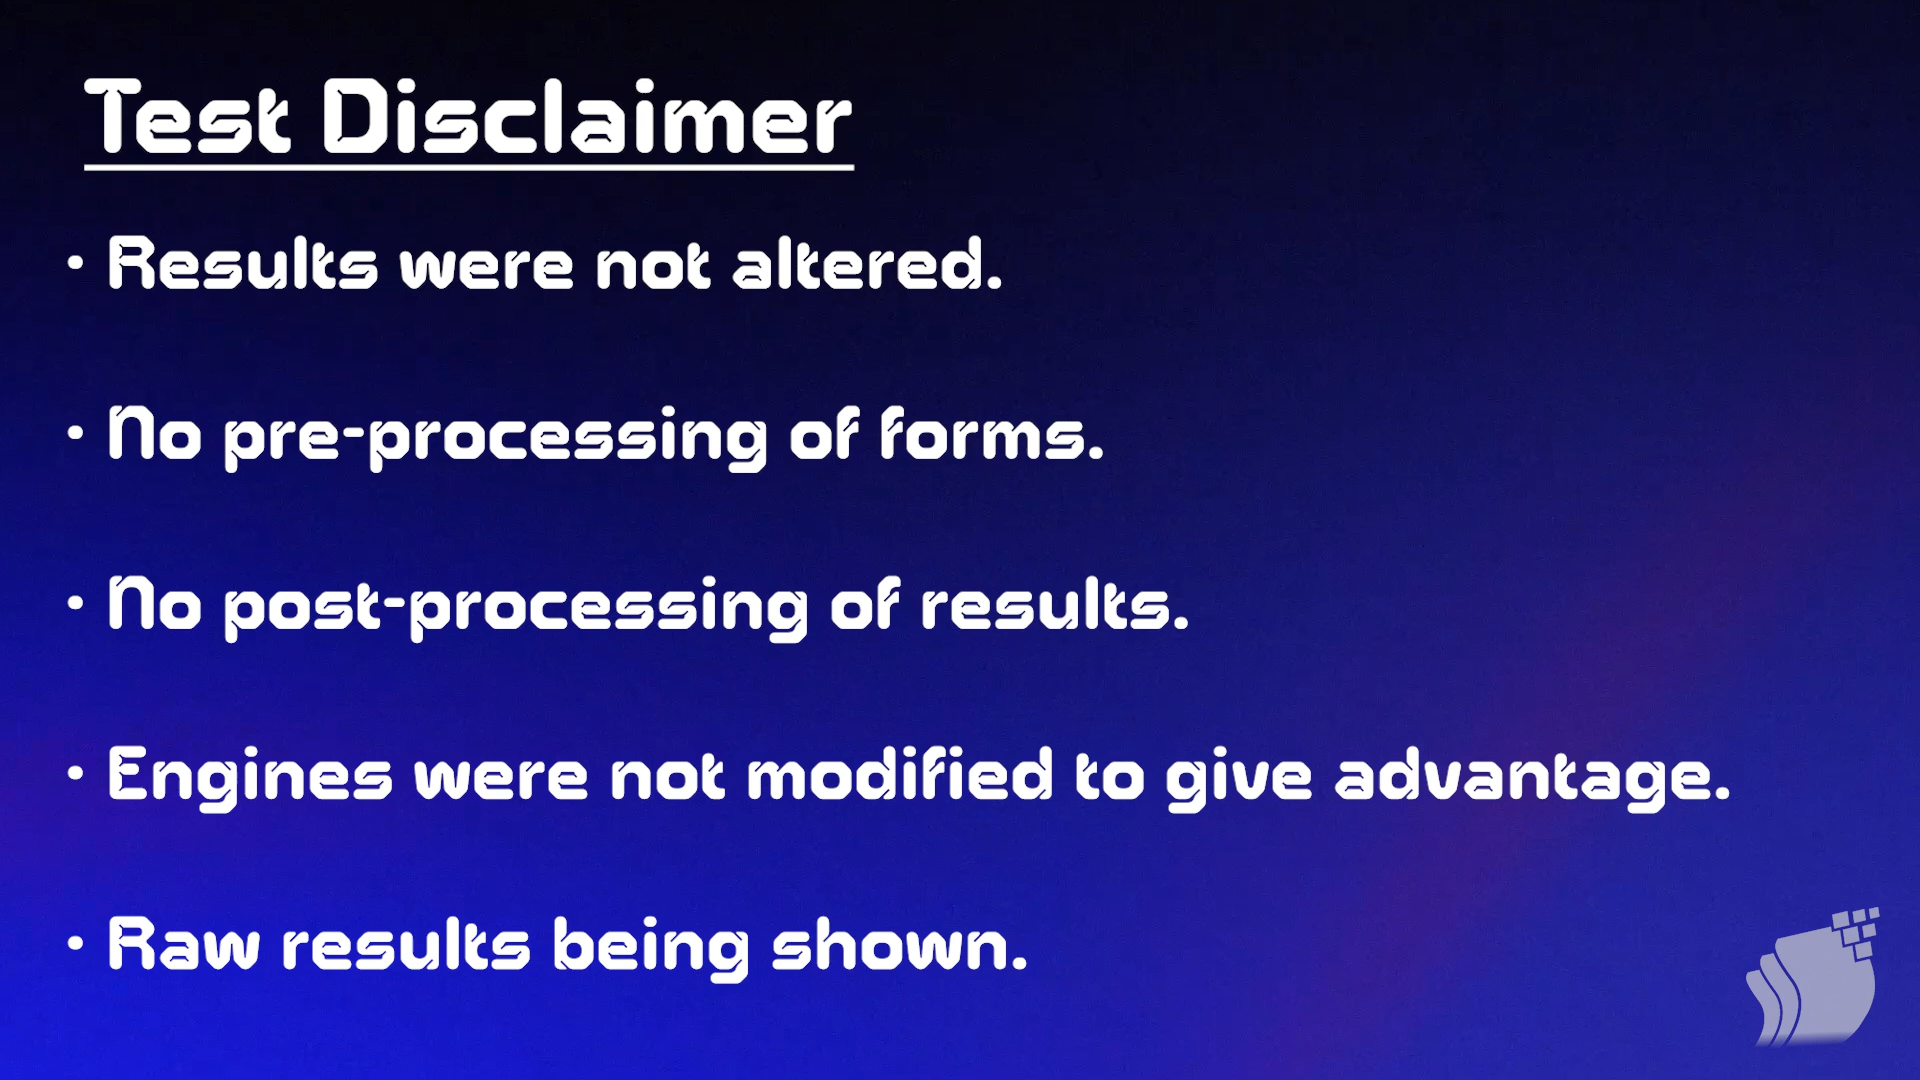 Test Disclaimer
• Results were not altered.
• No pre-processing of forms.
• No post-processing of results.
• Engines were not modified to give advantage.
• Raw results being shown.